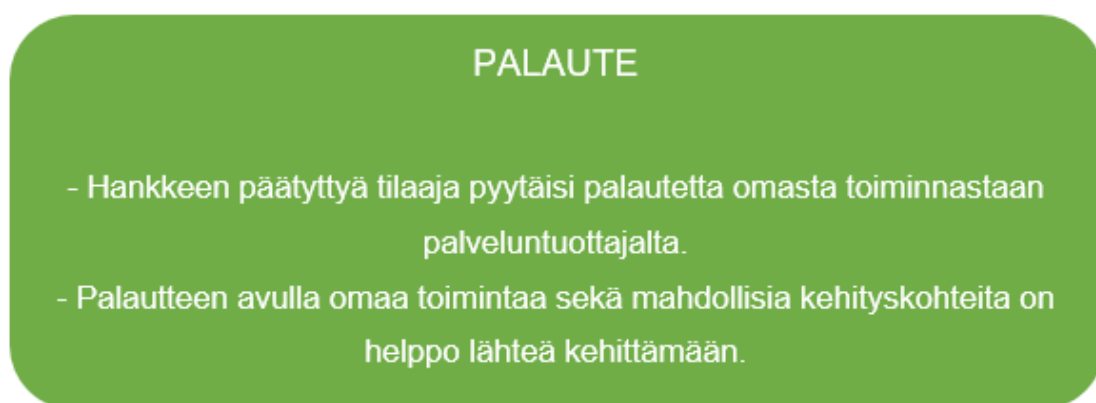 PALAUTE
- Hankkeen päätyttyä tilaaja pyytäisi palautetta omasta toiminnastaan
palveluntuottajalta.
- Palautteen avulla omaa toimintaa sekä mahdollisia kehityskohteita on
helppo lähteä kehittämään.